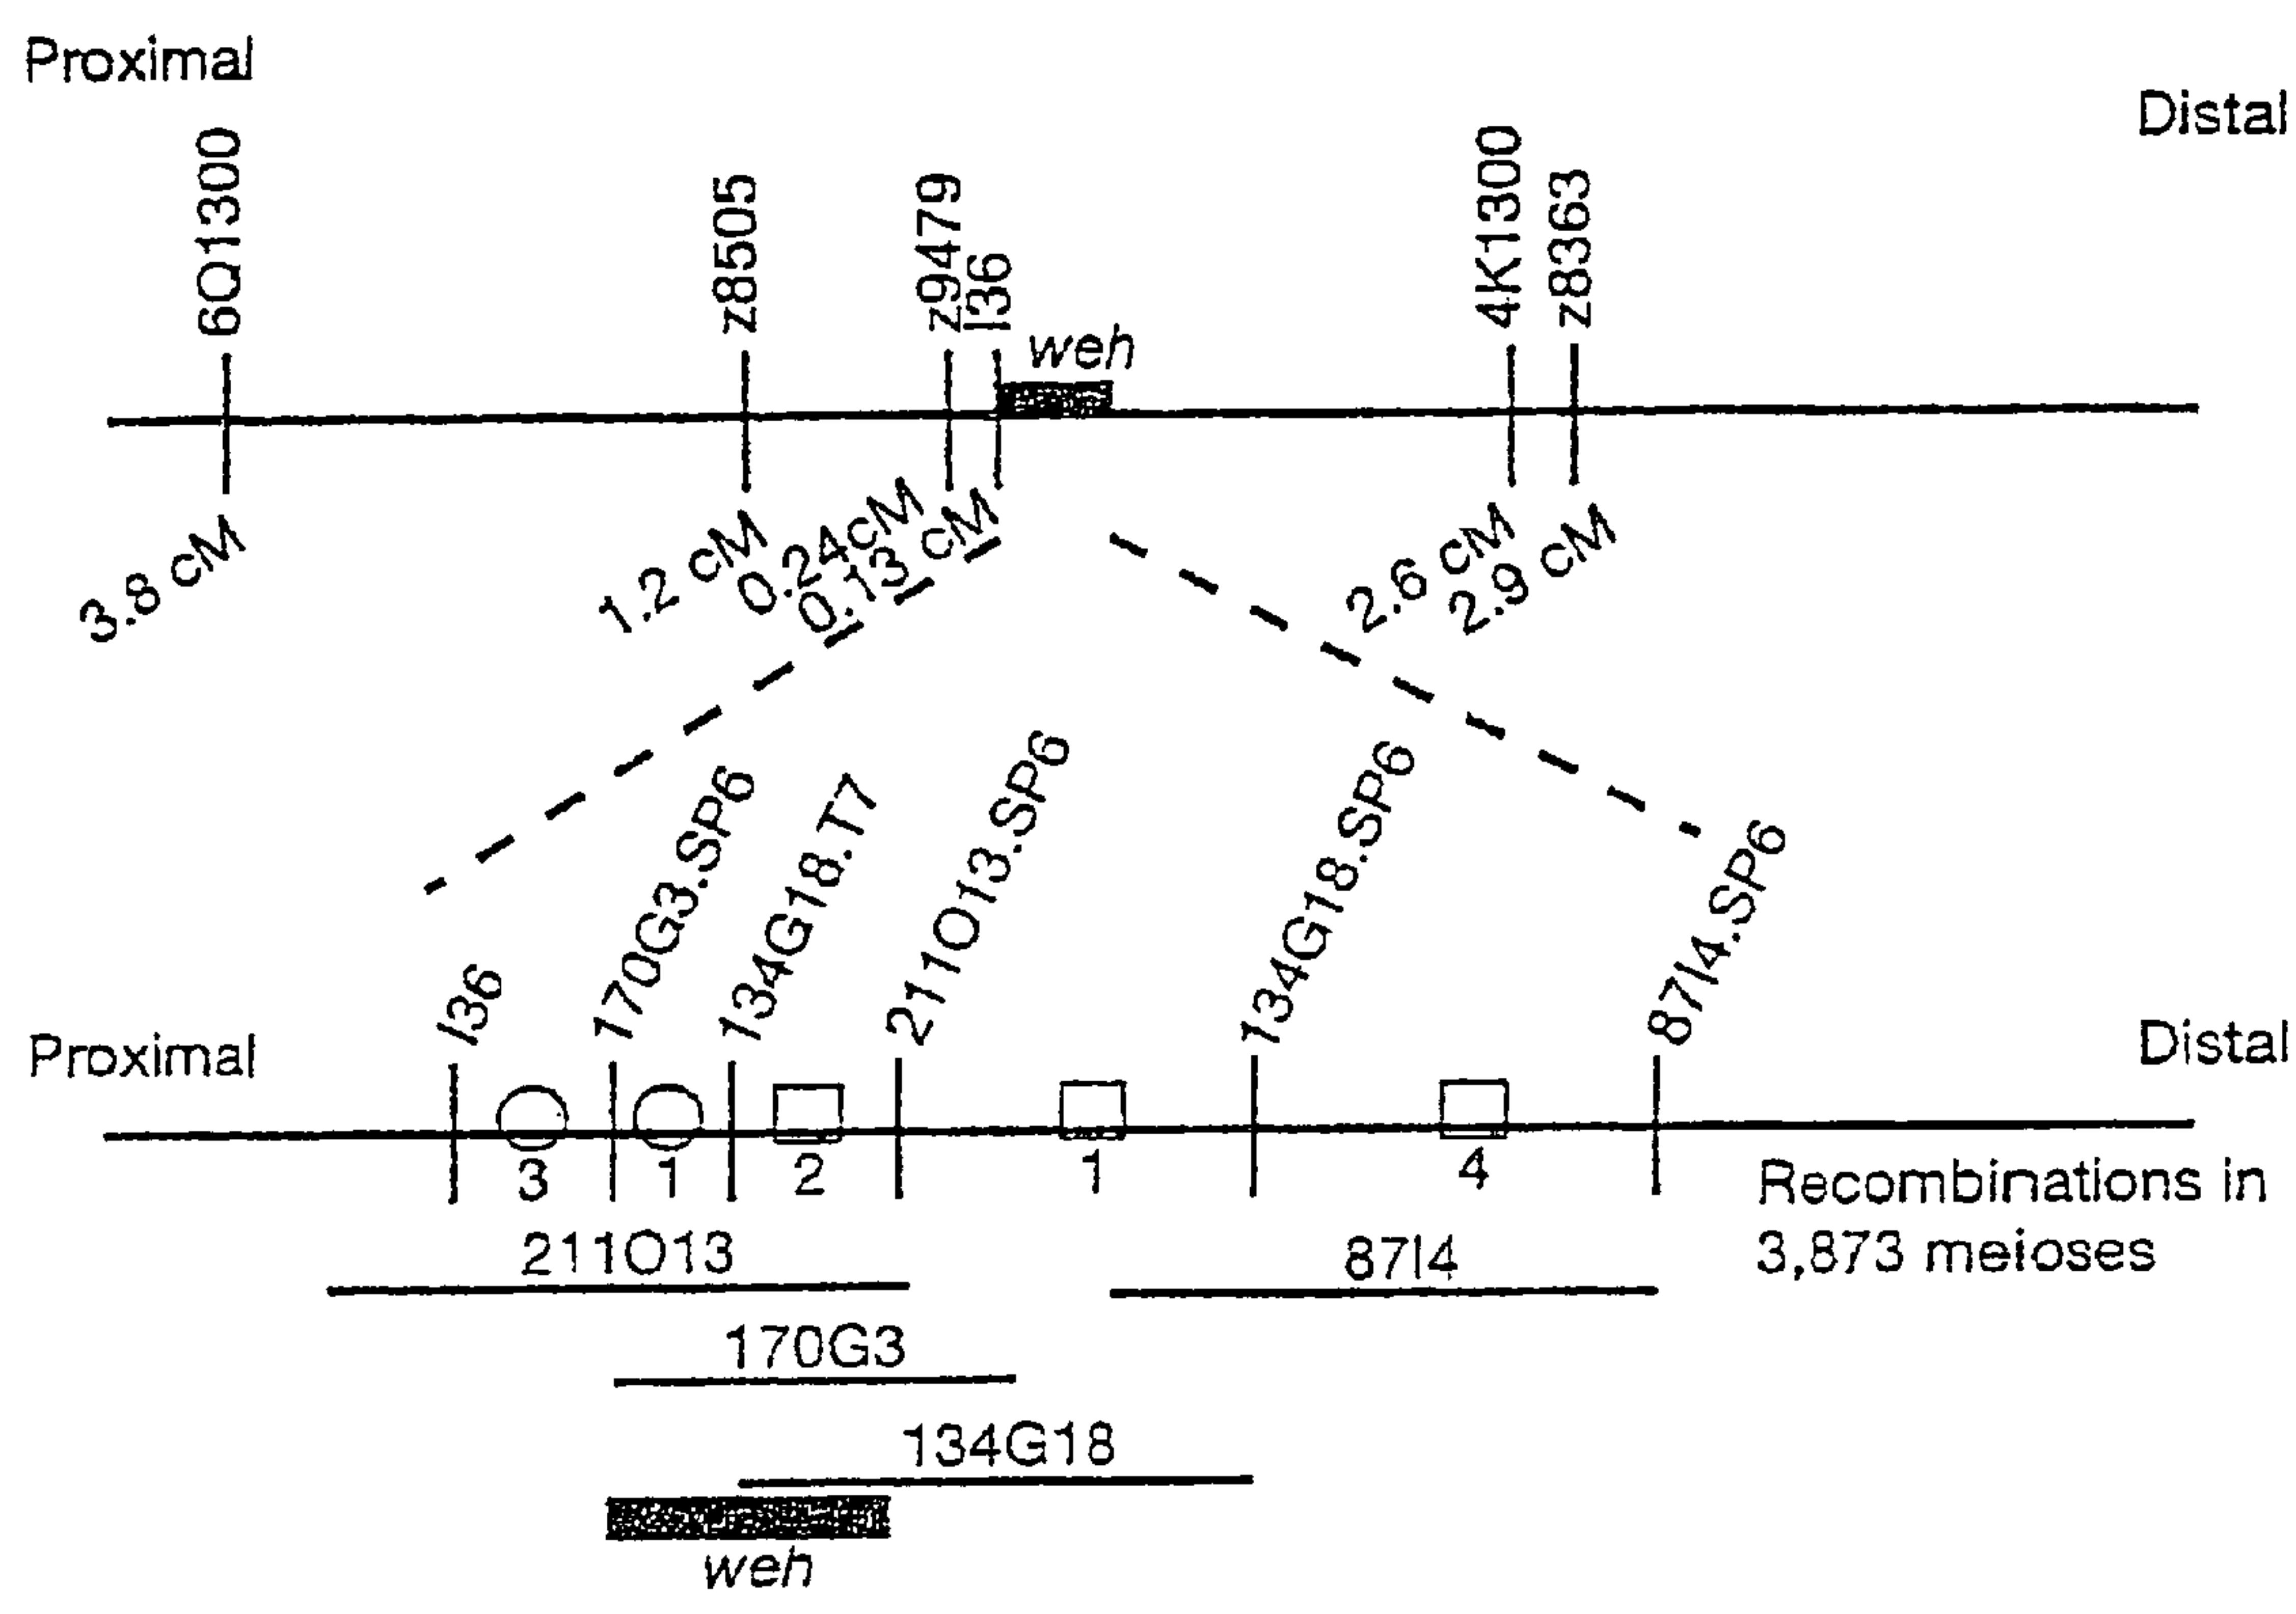 Proximal
Distal
6Q1300
z8505
z9479
I36
weh
4K1300
z8363
3.8 cM
1.2 cM
0.24cM
0.13 cM
2.6 cM
2.9 cM
I36
170G3.SP6
134G18.T7
211O13.SP6
134G18.SP6
87I4.SP6
Proximal
Distal
3
1
2
1
4
Recombinations in
3,873 meioses
211O13
87I4
170G3
134G18
weh